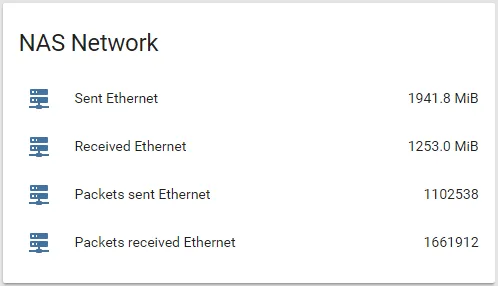 NAS Network
Sent Ethernet 1941.8 MiB
Received Ethernet 1253.0 MiB
Packets sent Ethernet 1102538
Packets received Ethernet 1661912